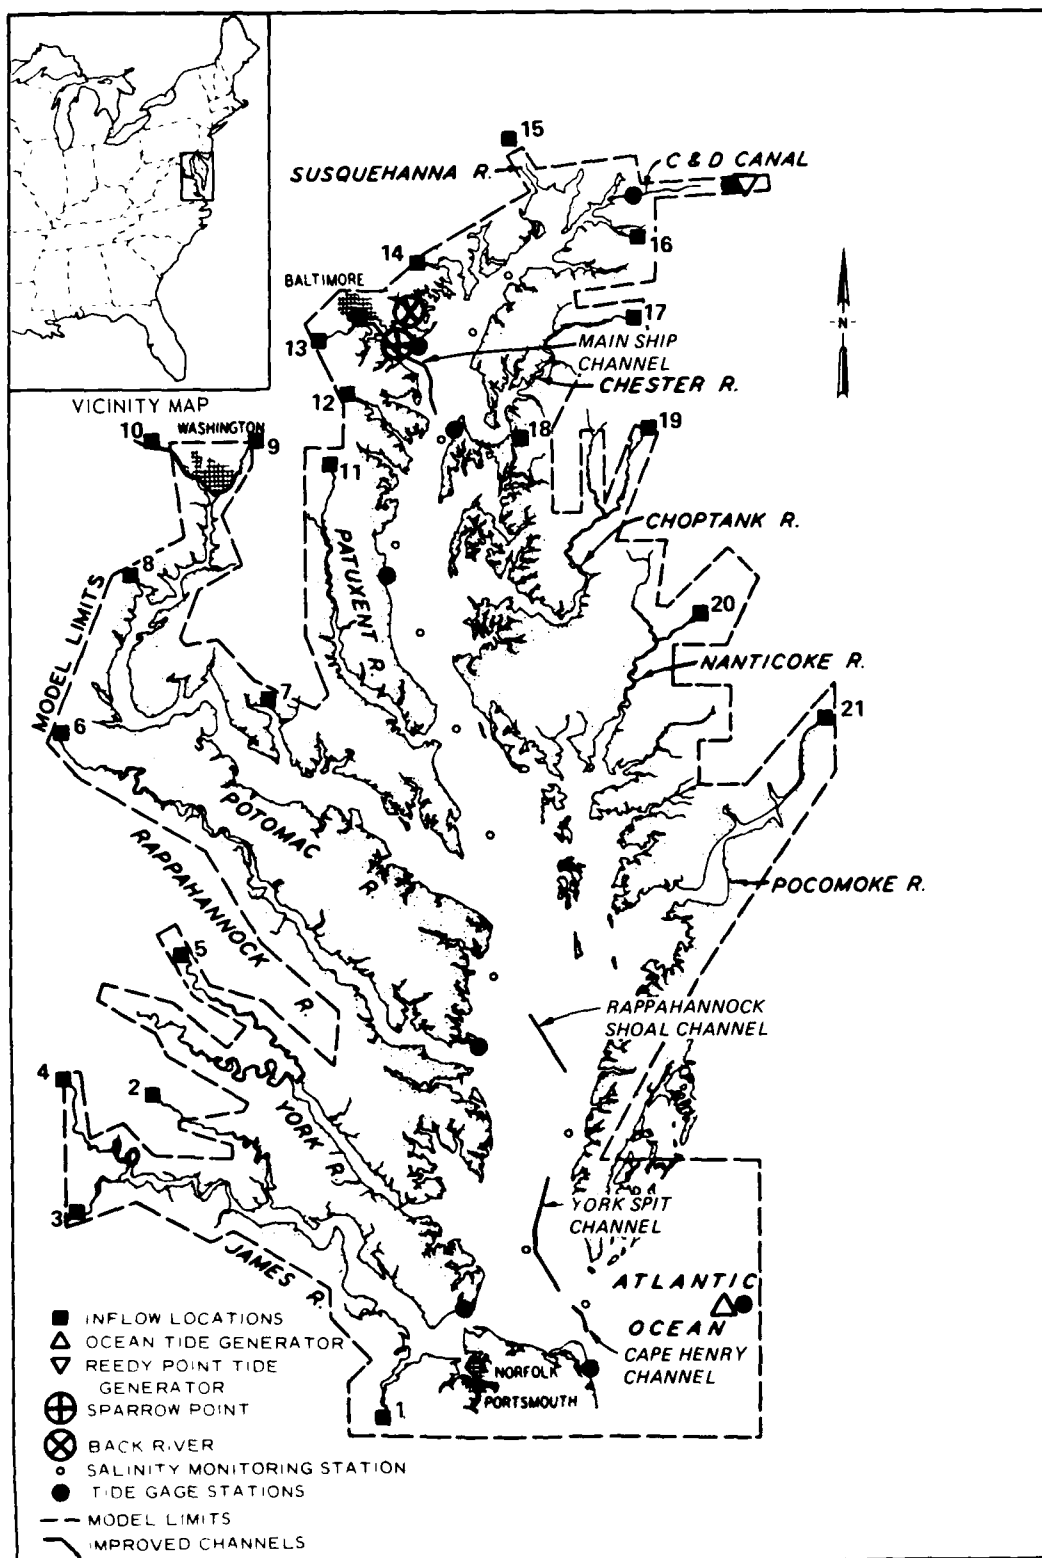 15
SUSQUEHANNA R.
C & D CANAL
16
14
BALTIMORE
17
-N-
13
MAIN SHIP
CHANNEL
CHESTER R.
12
VICINITY MAP
10
WASHINGTON
9
18
19
11
CHOPTANK R.
8
PATUXENT R.
20
MODEL LIMITS
NANTICOKE R.
7
21
6
POTOMAC
R.
RAPPAHANNOCK
R.
POCOMOKE R.
5
RAPPAHANNOCK
SHOAL CHANNEL
4
2
YORK R.
3
YORK SPIT
CHANNEL
JAMES R.
ATLANTIC
OCEAN
CAPE HENRY
CHANNEL
NORFOLK
PORTSMOUTH
1
INFLOW LOCATIONS
OCEAN TIDE GENERATOR
REEDY POINT TIDE
GENERATOR
SPARROW POINT
BACK RIVER
SALINITY MONITORING STATION
TIDE GAGE STATIONS
MODEL LIMITS
IMPROVED CHANNELS